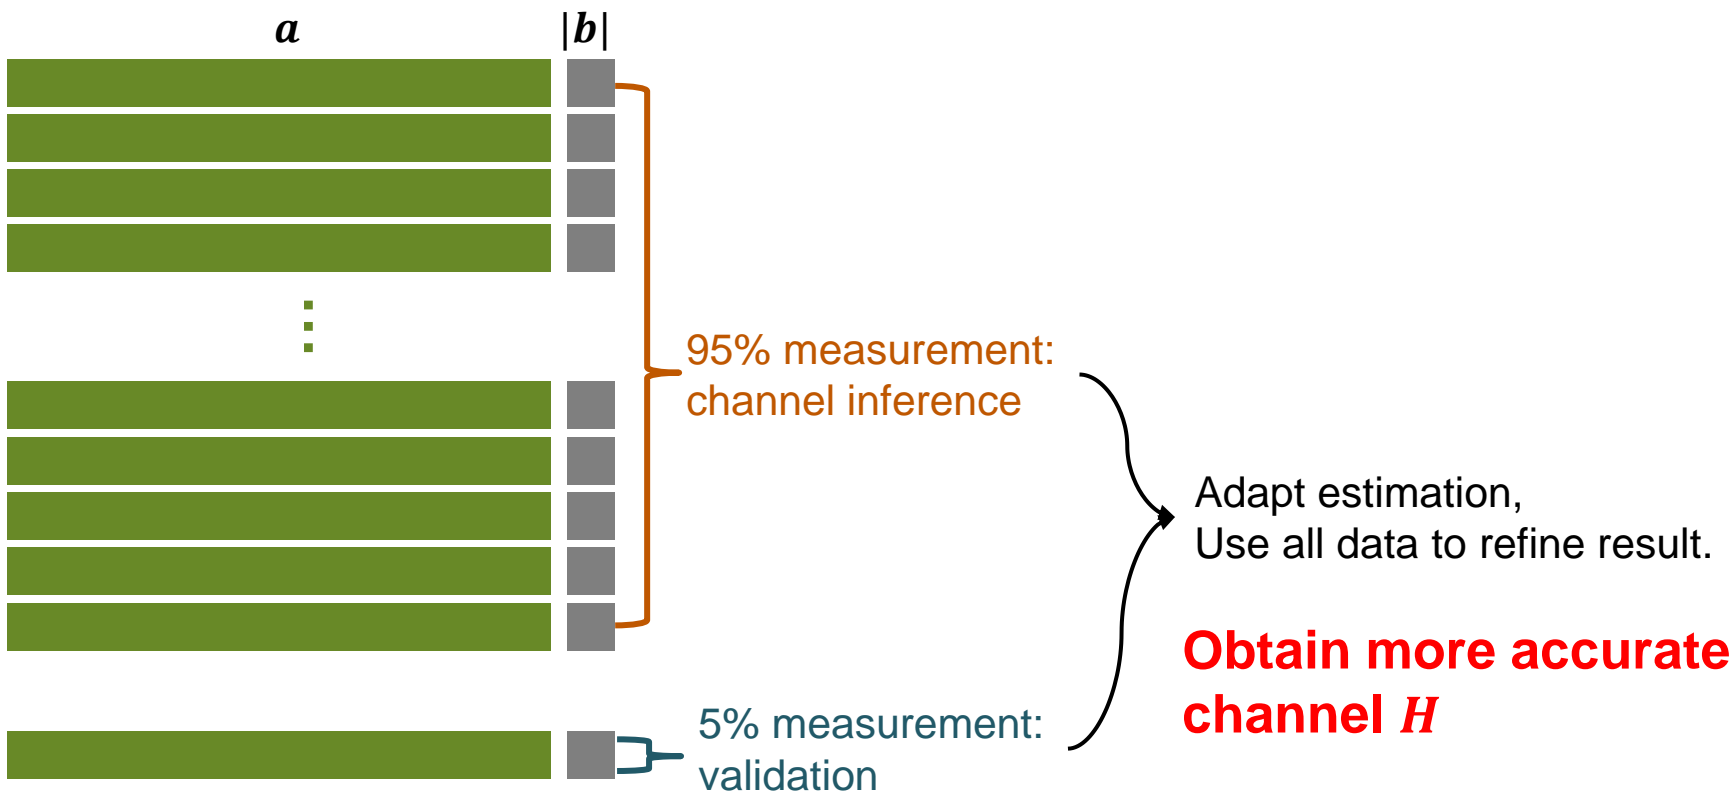 a |b|
95% measurement:
channel inference
Adapt estimation,
Use all data to refine result.
Obtain more accurate
channel H
5% measurement:
validation